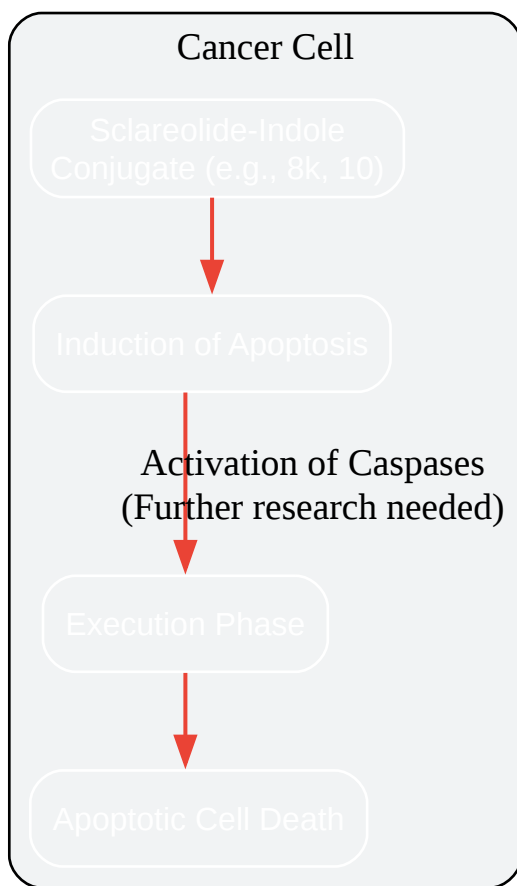 Cancer Cell
Sclareolide-Indole
Conjugate (e.g., 8k, 10)
Induction of Apoptosis
Activation of Caspases
(Further research needed)
Execution Phase
Apoptotic Cell Death